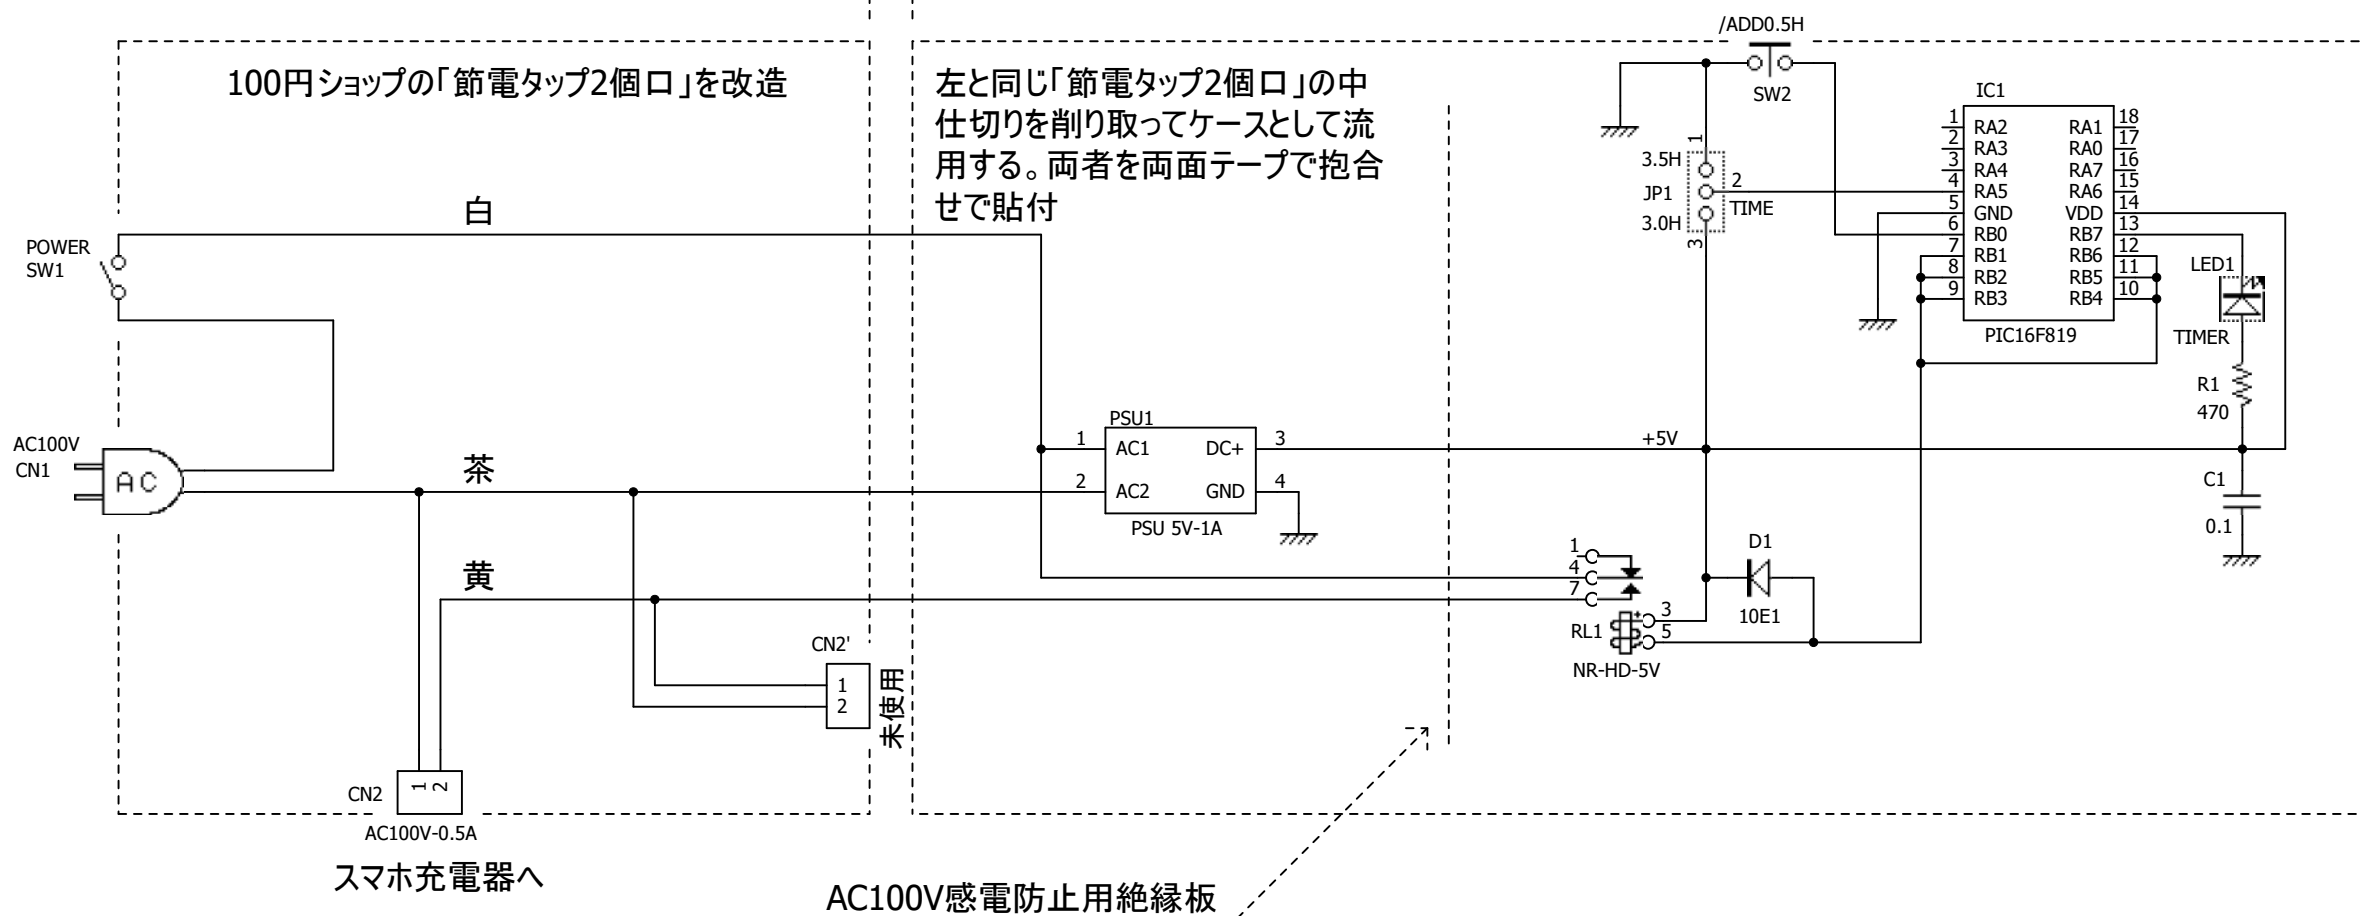 100円ショップの「節電タップ2個口」を改造
左と同じ「節電タップ2個口」の中
仕切りを削り取ってケースとして流
用する。両者を両面テープで抱合
せで貼付
/ADD0.5H
SW2
IC1
1 RA2 RA1 18
2 RA3 RA0 17
3 RA4 RA7 16
4 RA5 RA6 15
5 GND VDD 14
6 RB0 RB7 13
7 RB1 RB6 12
8 RB2 RB5 11
9 RB3 RB4 10
PIC16F819
1
3.5H
JP1
2
TIME
3.0H
3
白
POWER
SW1
LED1
TIMER
R1
470
AC100V
CN1
AC
茶
PSU1
1 AC1 DC+ 3
2 AC2 GND 4
PSU 5V-1A
+5V
C1
0.1
黄
1
4
7
D1
10E1
RL1
+
3
5
NR-HD-5V
CN2'
1
2
未使用
CN2
1 2
AC100V-0.5A
スマホ充電器へ
AC100V感電防止用絶縁板